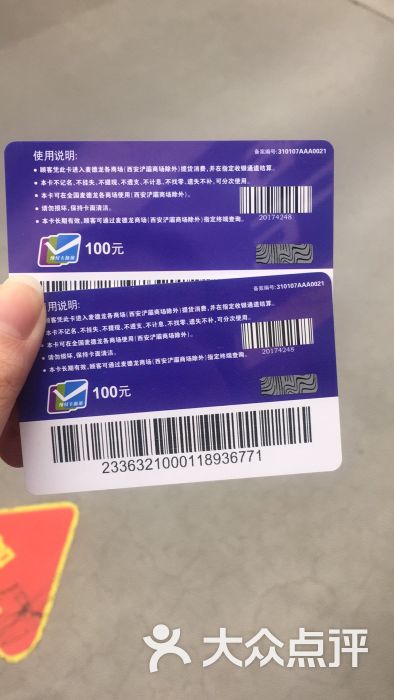 使用说明:
备案编号:310107AAA0021
• 顾客凭此卡进入麦德龙各商场(西安浐灞商场除外)提货消费,并在指定收银通道结算。
• 本卡不记名、不挂失、不提现、不透支、不计息、不找零、遗失不补、可分次使用。
• 本卡可在全国麦德龙各商场使用(西安浐灞商场除外)。
• 请勿损坏,保持卡面清洁。
• 本卡长期有效,顾客可通过麦德龙商场(西安浐灞商场除外)指定终端查询。
20174248
100元
用说明:
备案编号:310107AAA0021
顾客凭此卡进入麦德龙各商场(西安浐灞商场除外)提货消费,并在指定收银通道结算。
本卡不记名、不挂失、不提现、不透支、不计息、不找零、遗失不补、可分次使用。
• 本卡可在全国麦德龙各商场使用(西安浐灞商场除外)。
• 请勿损坏,保持卡面清洁。
• 本卡长期有效,顾客可通过麦德龙商场(西安浐灞商场除外)指定终端查询。
20174248
100元
2336321000118936771
大众点评